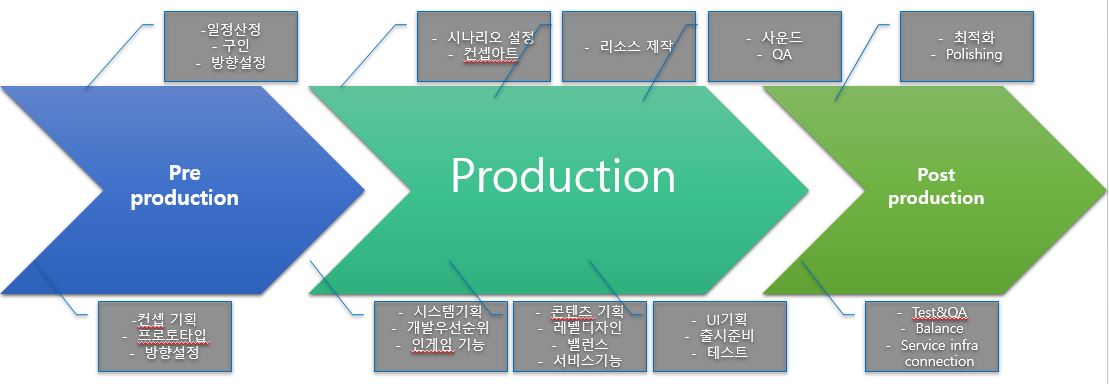 -일정산정
- 구인
- 방향설정
- 시나리오 설정
- 컨셉아트
- 리소스 제작
- 사운드
- QA
- 최적화
- Polishing
Pre
production
Production
Post
production
-컨셉 기획
- 프로토타입
- 방향설정
- 시스템기획
- 개발우선순위
- 인게임 기능
- 콘텐츠 기획
- 레벨디자인
- 밸런스
- 서비스기능
- UI기획
- 출시준비
- 테스트
- Test&QA
- Balance
- Service infra
connection